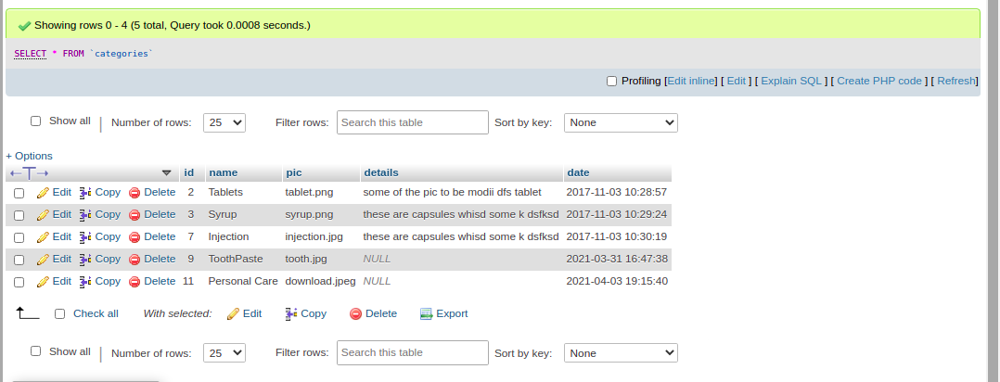 Showing rows 0 - 4 (5 total, Query took 0.0008 seconds.)
SELECT * FROM `categories`
Profiling [Edit inline] [ Edit ] [ Explain SQL ] [ Create PHP code ] [ Refresh]
Show all | Number of rows: 25 Filter rows: Search this table Sort by key: None
+ Options
←T→ id name pic details date
Edit Copy Delete 2 Tablets tablet.png some of the pic to be modii dfs tablet 2017-11-03 10:28:57
Edit Copy Delete 3 Syrup syrup.png these are capsules whisd some k dsfksd 2017-11-03 10:29:24
Edit Copy Delete 7 Injection injection.jpg these are capsules whisd some k dsfksd 2017-11-03 10:30:19
Edit Copy Delete 9 ToothPaste tooth.jpg NULL 2021-03-31 16:47:38
Edit Copy Delete 11 Personal Care download.jpeg NULL 2021-04-03 19:15:40
Check all With selected: Edit Copy Delete Export
Show all | Number of rows: 25 Filter rows: Search this table Sort by key: None